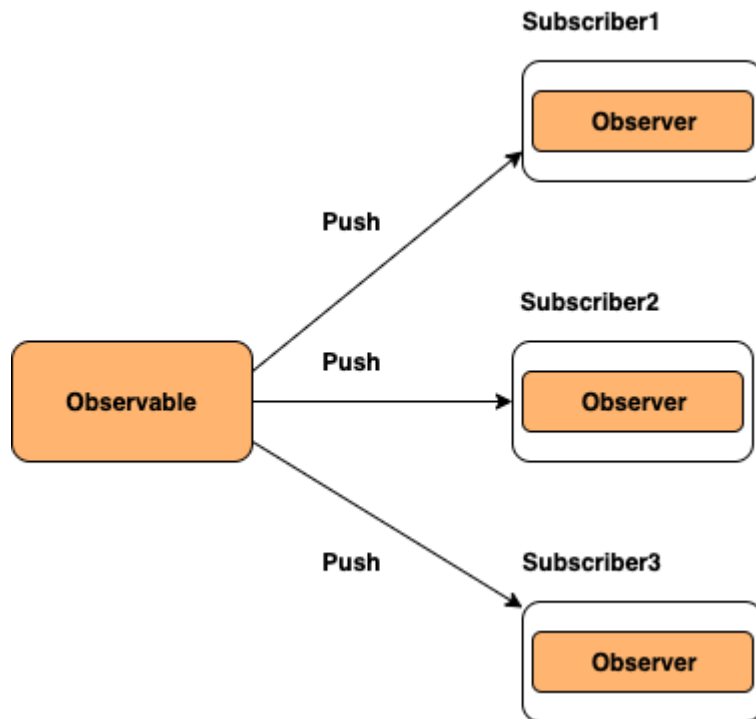 Subscriber1
Observer
Push
Subscriber2
Push
Observable
Observer
Push
Subscriber3
Observer